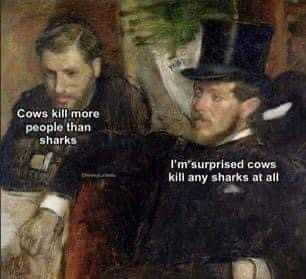 Cows kill more
people than
sharks
I'm surprised cows
kill any sharks at all